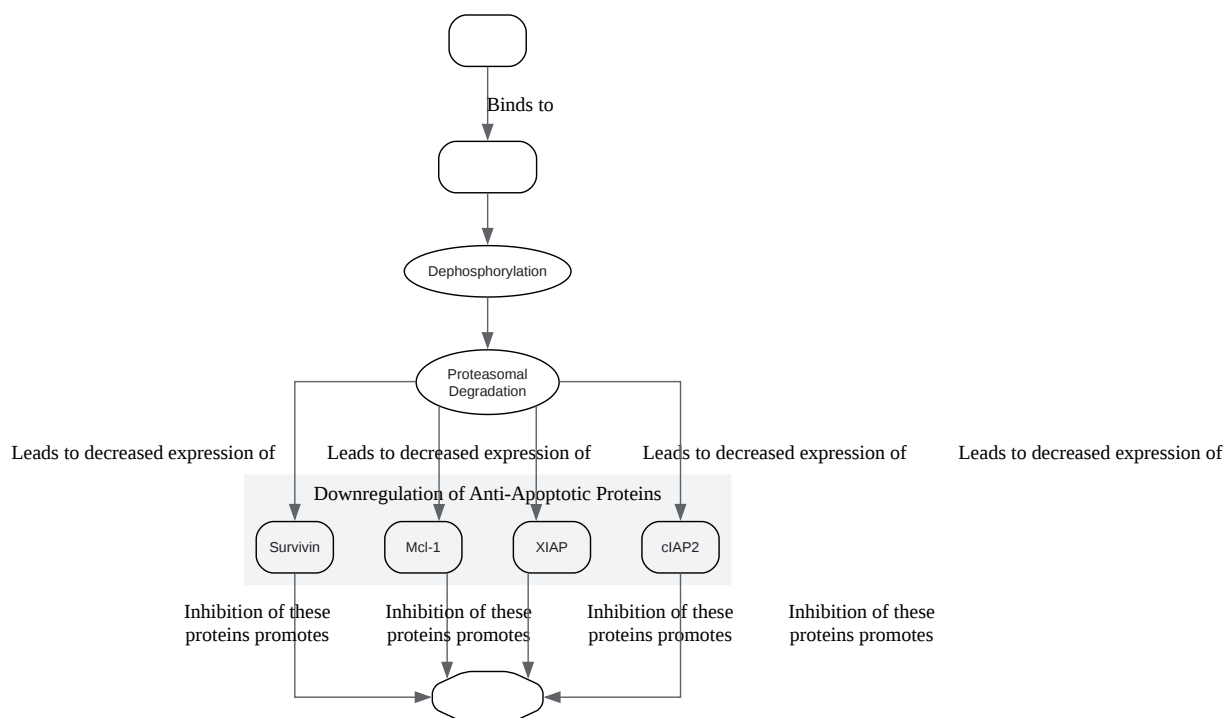 Binds to
Dephosphorylation
Proteasomal
Degradation
Leads to decreased expression of
Leads to decreased expression of
Leads to decreased expression of
Leads to decreased expression of
Downregulation of Anti-Apoptotic Proteins
Survivin
Mcl-1
XIAP
cIAP2
Inhibition of these
proteins promotes
Inhibition of these
proteins promotes
Inhibition of these
proteins promotes
Inhibition of these
proteins promotes